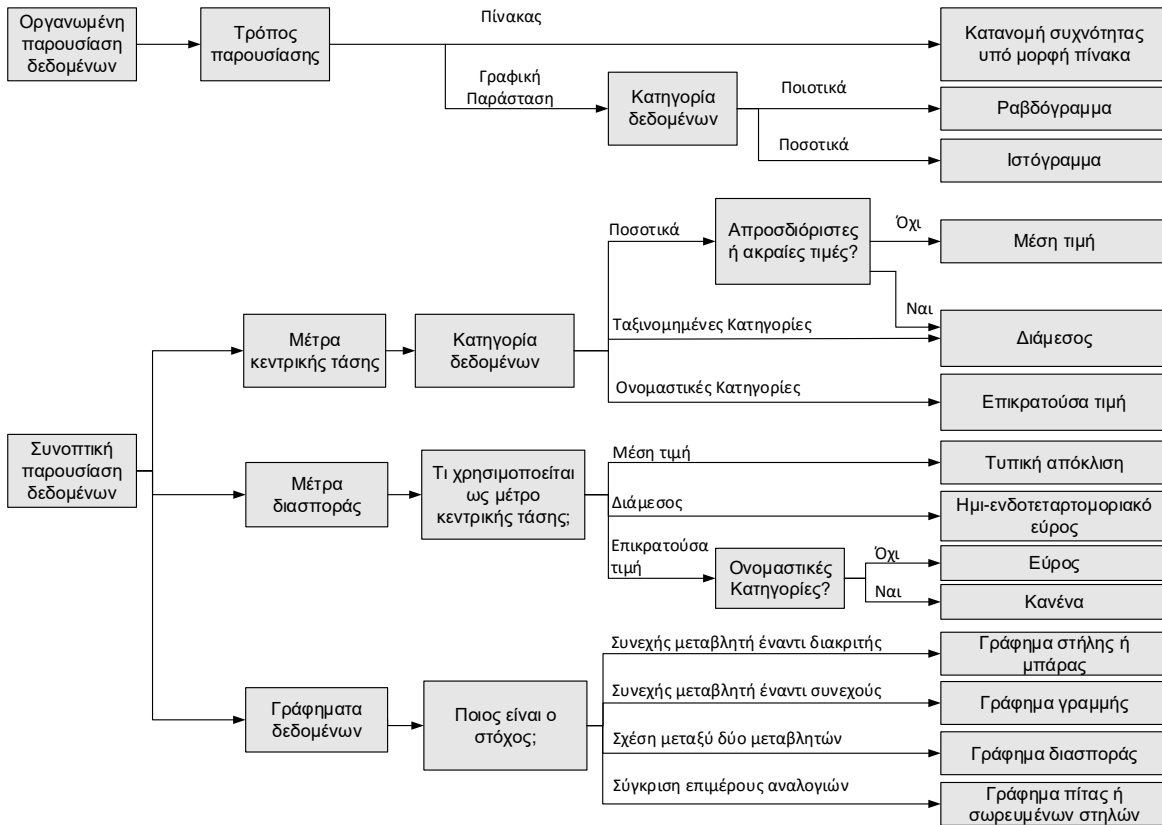 Οργανωμένη
παρουσίαση
δεδομένων
Τρόπος
παρουσίασης
Πίνακας
Κατανομή συχνότητας
υπό μορφή πίνακα
Γραφική
Παράσταση
Κατηγορία
δεδομένων
Ποιοτικά
Ραβδόγραμμα
Ποσοτικά
Ιστόγραμμα
Συνοπτική
παρουσίαση
δεδομένων
Μέτρα
κεντρικής τάσης
Κατηγορία
δεδομένων
Ποσοτικά
Απροσδιόριστες
ή ακραίες τιμές?
Όχι
Μέση τιμή
Ναι
Ταξινομημένες Κατηγορίες
Διάμεσος
Ονομαστικές Κατηγορίες
Επικρατούσα τιμή
Μέτρα
διασποράς
Τι χρησιμοποείται
ως μέτρο
κεντρικής τάσης;
Μέση τιμή
Τυπική απόκλιση
Διάμεσος
Ημι-ενδοτεταρτομοριακό
εύρος
Επικρατούσα
τιμή
Ονομαστικές
Κατηγορίες?
Όχι
Εύρος
Ναι
Κανένα
Γράφηματα
δεδομένων
Ποιος είναι ο
στόχος;
Συνεχής μεταβλητή έναντι διακριτής
Γράφημα στήλης ή
μπάρας
Συνεχής μεταβλητή έναντι συνεχούς
Γράφημα γραμμής
Σχέση μεταξύ δύο μεταβλητών
Γράφημα διασποράς
Σύγκριση επιμέρους αναλογιών
Γράφημα πίτας ή
σωρευμένων στηλών